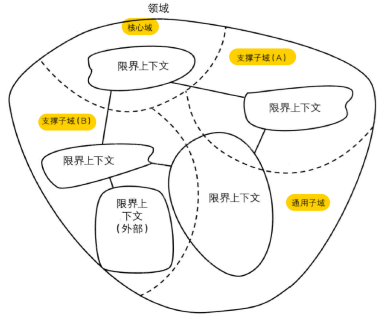 领域
核心域
支撑子域(A)
限界上下文
限界上下文
支撑子域(B)
限界上下文
限界上下文
通用子域
限界上
下文
(外部)